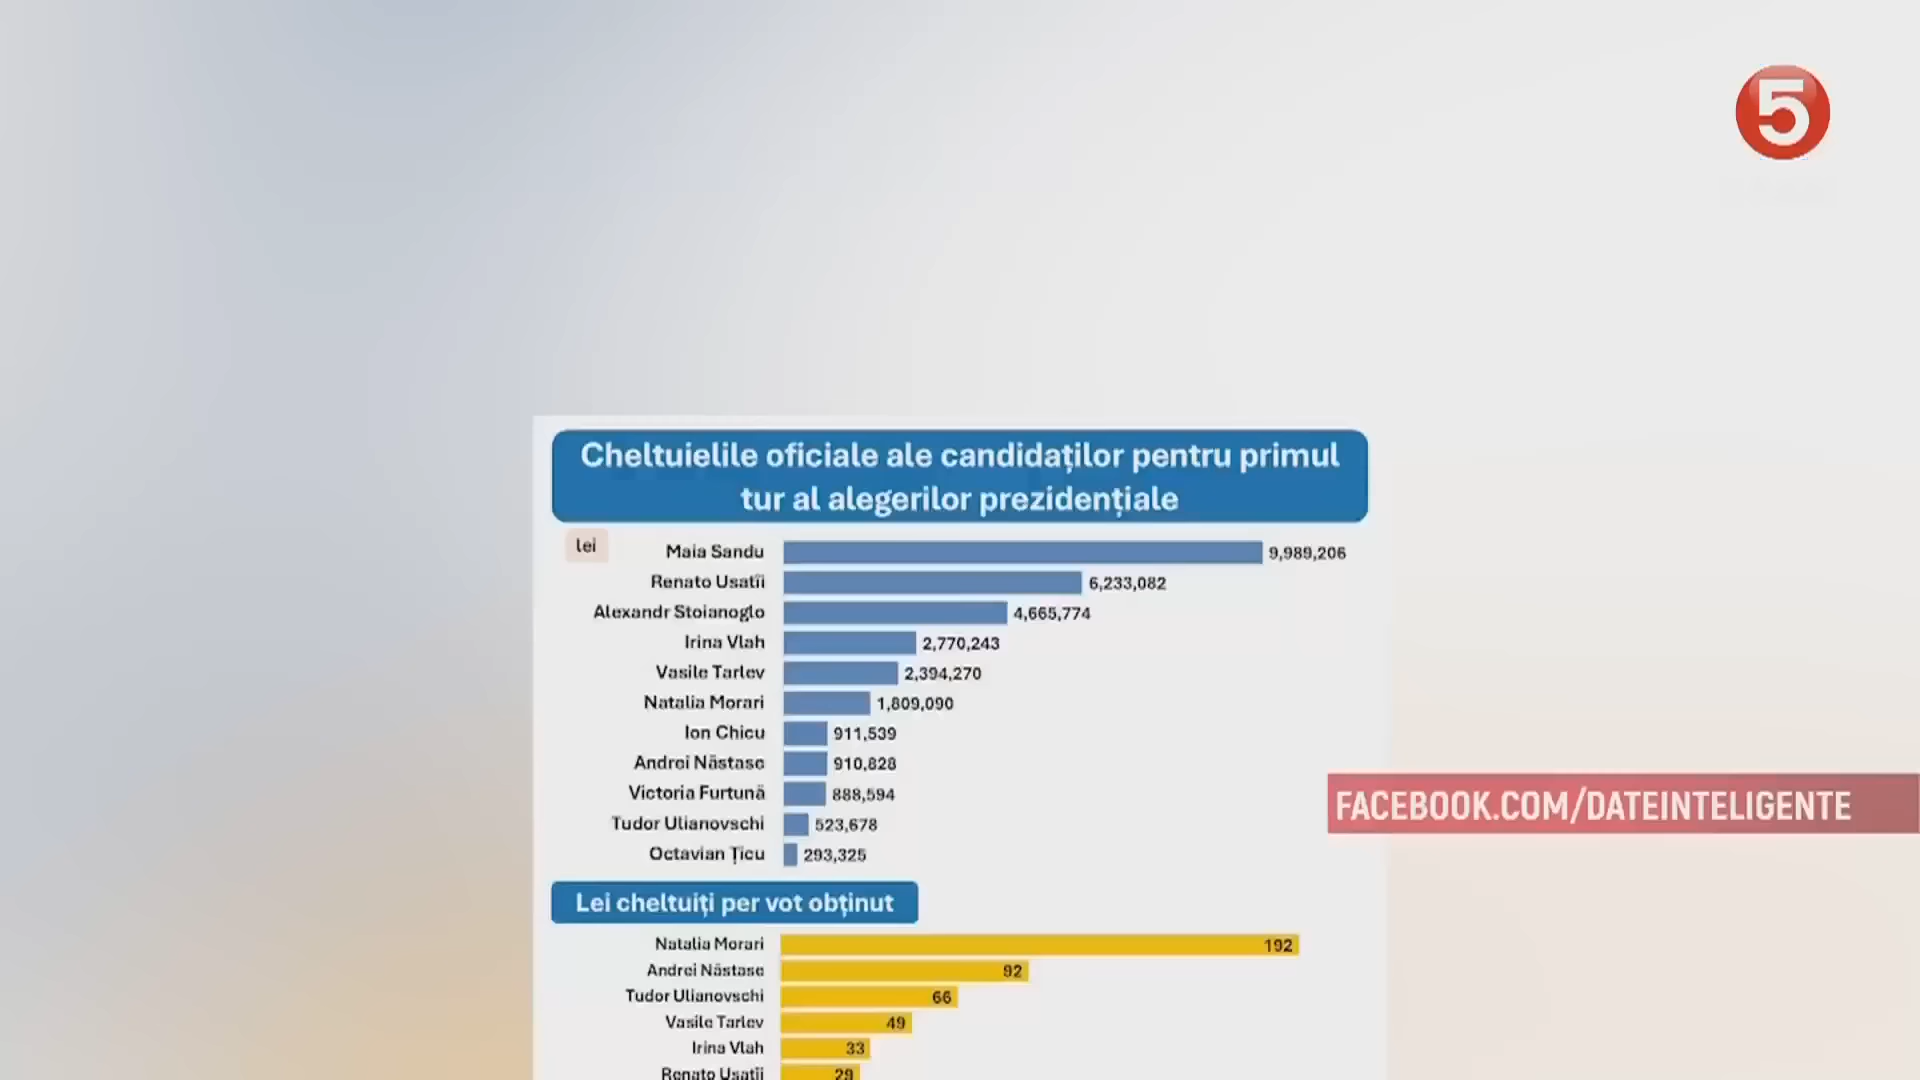 5
Cheltuielile oficiale ale candidaților pentru primul
tur al alegerilor prezidențiale
lei
Maia Sandu 9,989,206
Renato Usatîi 6,233,082
Alexandr Stoianoglo 4,665,774
Irina Vlah 2,770,243
Vasile Tarlev 2,394,270
Natalia Morari 1,809,090
Ion Chicu 911,539
Andrei Năstase 910,828
Victoria Furtună 888,594
Tudor Ulianovschi 523,678
Octavian Țîcu 293,325
FACEBOOK.COM/DATEINTELIGENTE
Lei cheltuiți per vot obținut
Natalia Morari 192
Andrei Năstase 92
Tudor Ulianovschi 66
Vasile Tarlev 49
Irina Vlah 33
Renato Usatîi 29